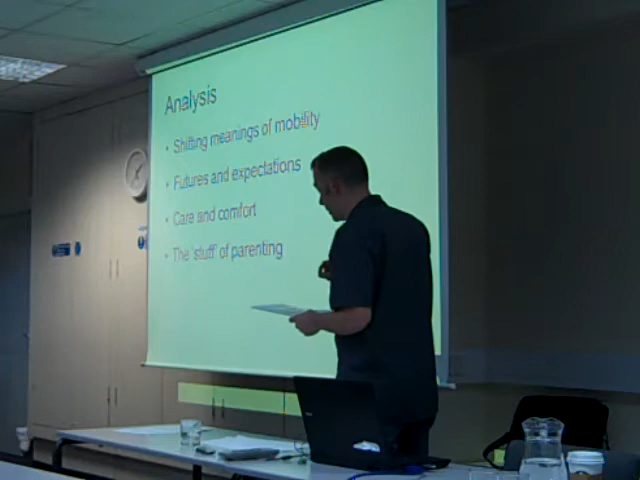 Analysis
• Shifting meanings of mobility
• Futures and expectations
• Care and comfort
• The 'stuff' of parenting